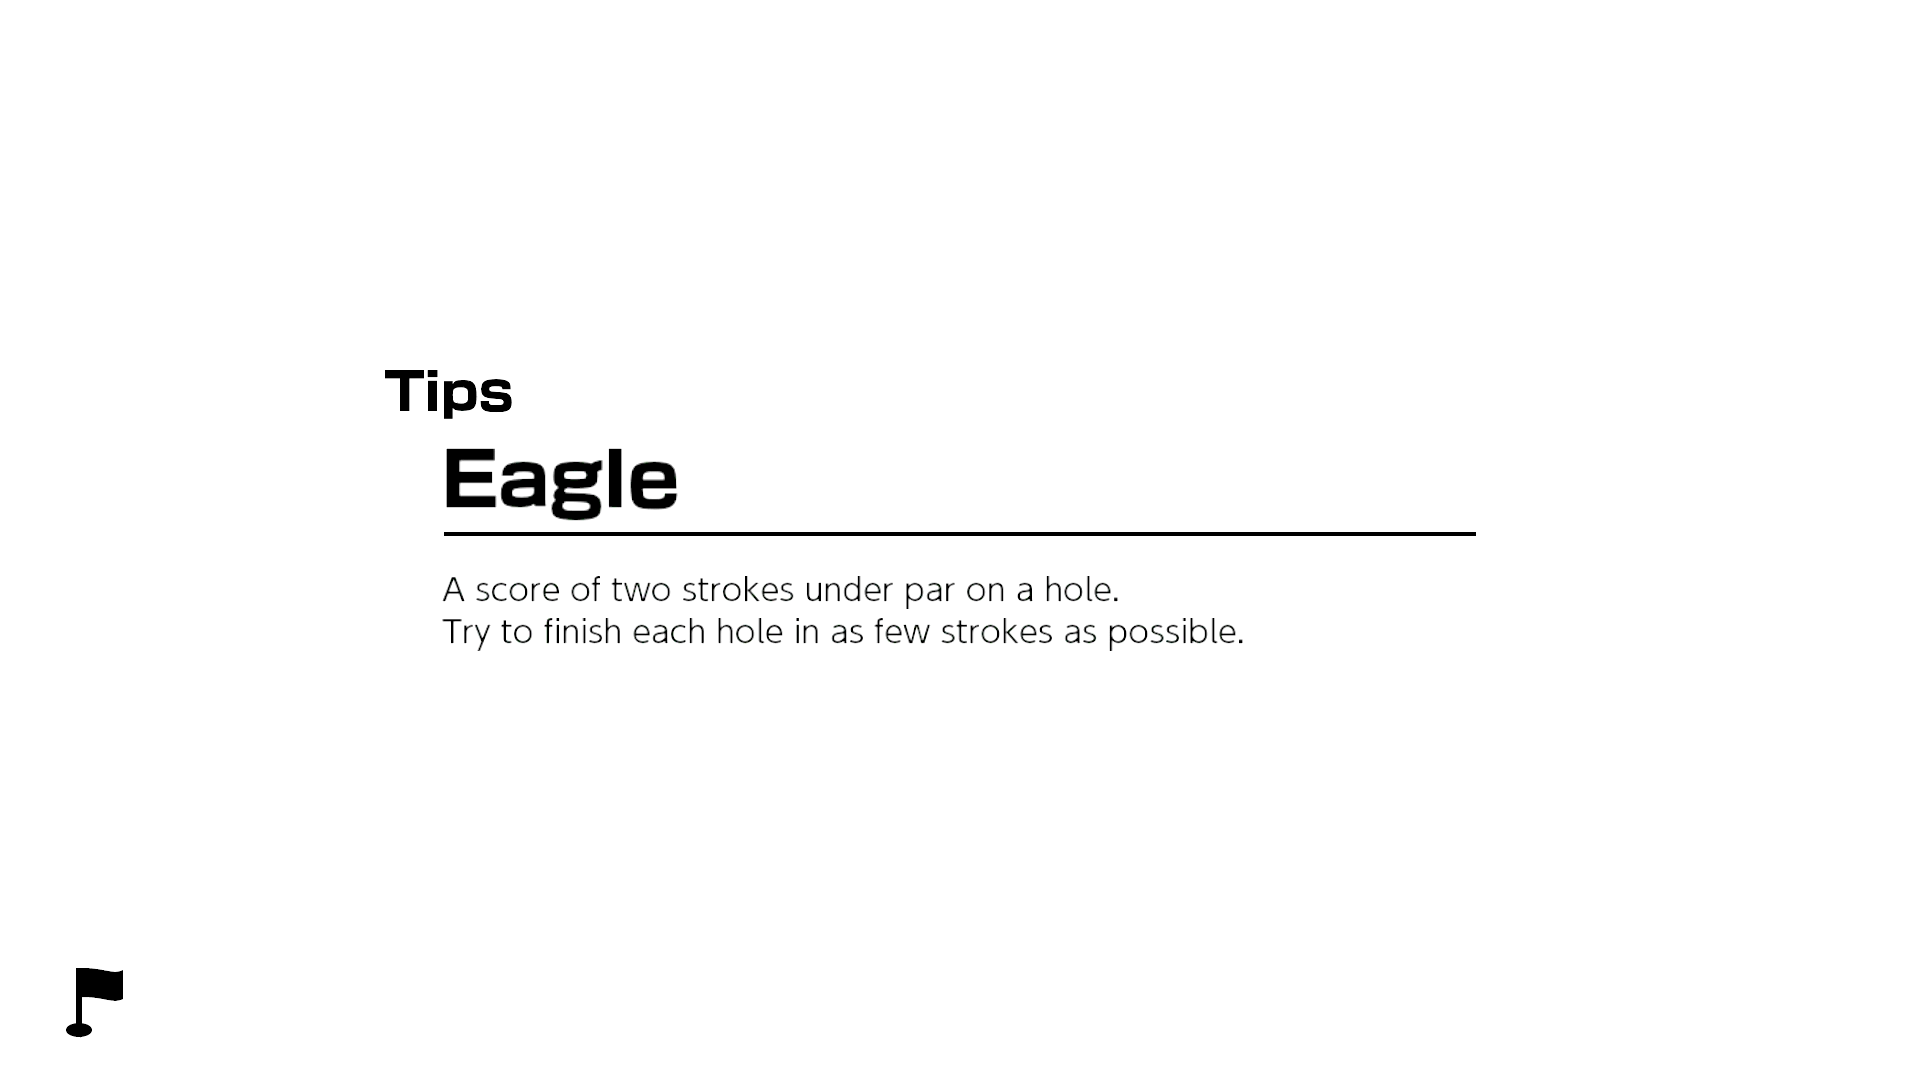 Tips
Eagle
A score of two strokes under par on a hole.
Try to finish each hole in as few strokes as possible.